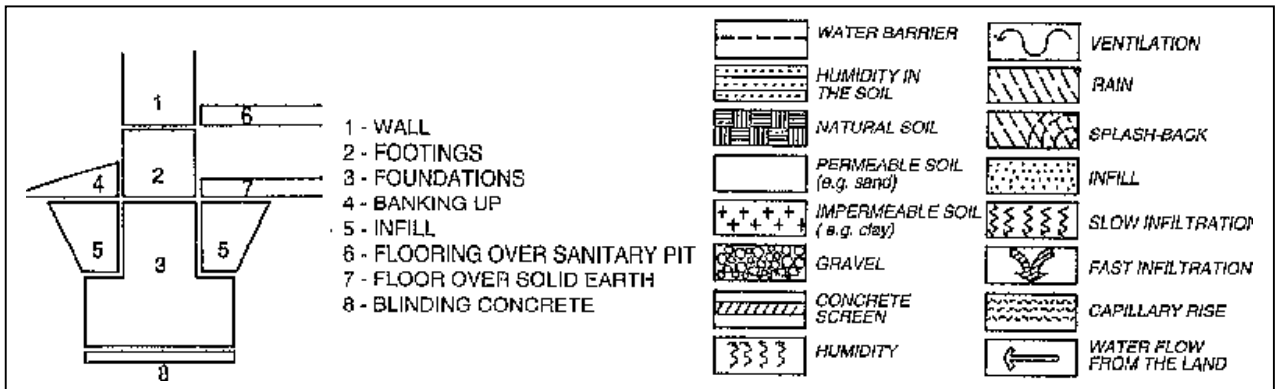 1
6
2
4
7
5
3
5
8
1 - WALL
2 - FOOTINGS
3 - FOUNDATIONS
4 - BANKING UP
5 - INFILL
6 - FLOORING OVER SANITARY PIT
7 - FLOOR OVER SOLID EARTH
8 - BLINDING CONCRETE
WATER BARRIER
HUMIDITY IN
THE SOIL
NATURAL SOIL
PERMEABLE SOIL
(e.g. sand)
IMPERMEABLE SOIL
(e.g. clay)
GRAVEL
CONCRETE
SCREEN
HUMIDITY
VENTILATION
RAIN
SPLASH-BACK
INFILL
SLOW INFILTRATION
FAST INFILTRATION
CAPILLARY RISE
WATER FLOW
FROM THE LAND